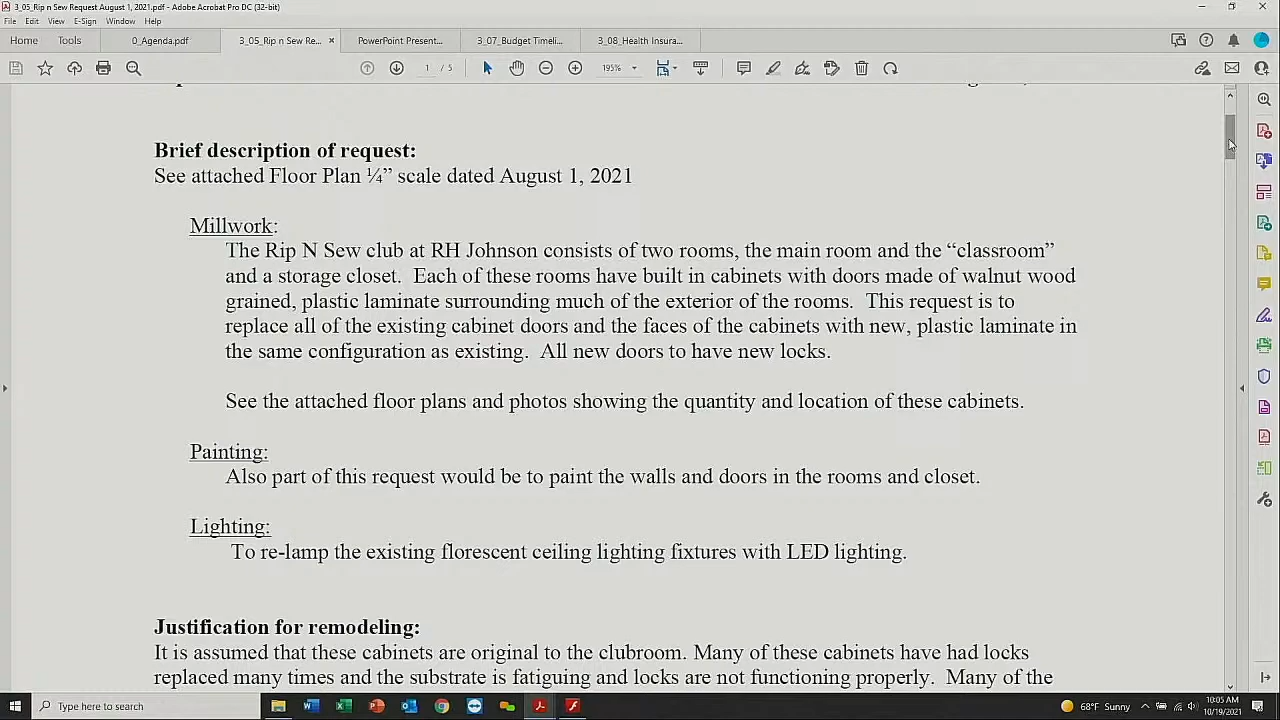 3_05_Rip n Sew Request August 1, 2021.pdf - Adobe Acrobat Pro DC (32-bit)
File Edit View E-Sign Window Help
Home Tools 0_Agenda.pdf 3_05_Rip n Sew Re... × PowerPoint Present... 3_07_Budget Timeli... 3_08_Health Insura...
1 / 5 195%
Brief description of request:
See attached Floor Plan ¼” scale dated August 1, 2021
Millwork:
The Rip N Sew club at RH Johnson consists of two rooms, the main room and the “classroom”
and a storage closet. Each of these rooms have built in cabinets with doors made of walnut wood
grained, plastic laminate surrounding much of the exterior of the rooms. This request is to
replace all of the existing cabinet doors and the faces of the cabinets with new, plastic laminate in
the same configuration as existing. All new doors to have new locks.
See the attached floor plans and photos showing the quantity and location of these cabinets.
Painting:
Also part of this request would be to paint the walls and doors in the rooms and closet.
Lighting:
To re-lamp the existing florescent ceiling lighting fixtures with LED lighting.
Justification for remodeling:
It is assumed that these cabinets are original to the clubroom. Many of these cabinets have had locks
replaced many times and the substrate is fatiguing and locks are not functioning properly. Many of the
Type here to search
68°F Sunny
10:05 AM
10/19/2021